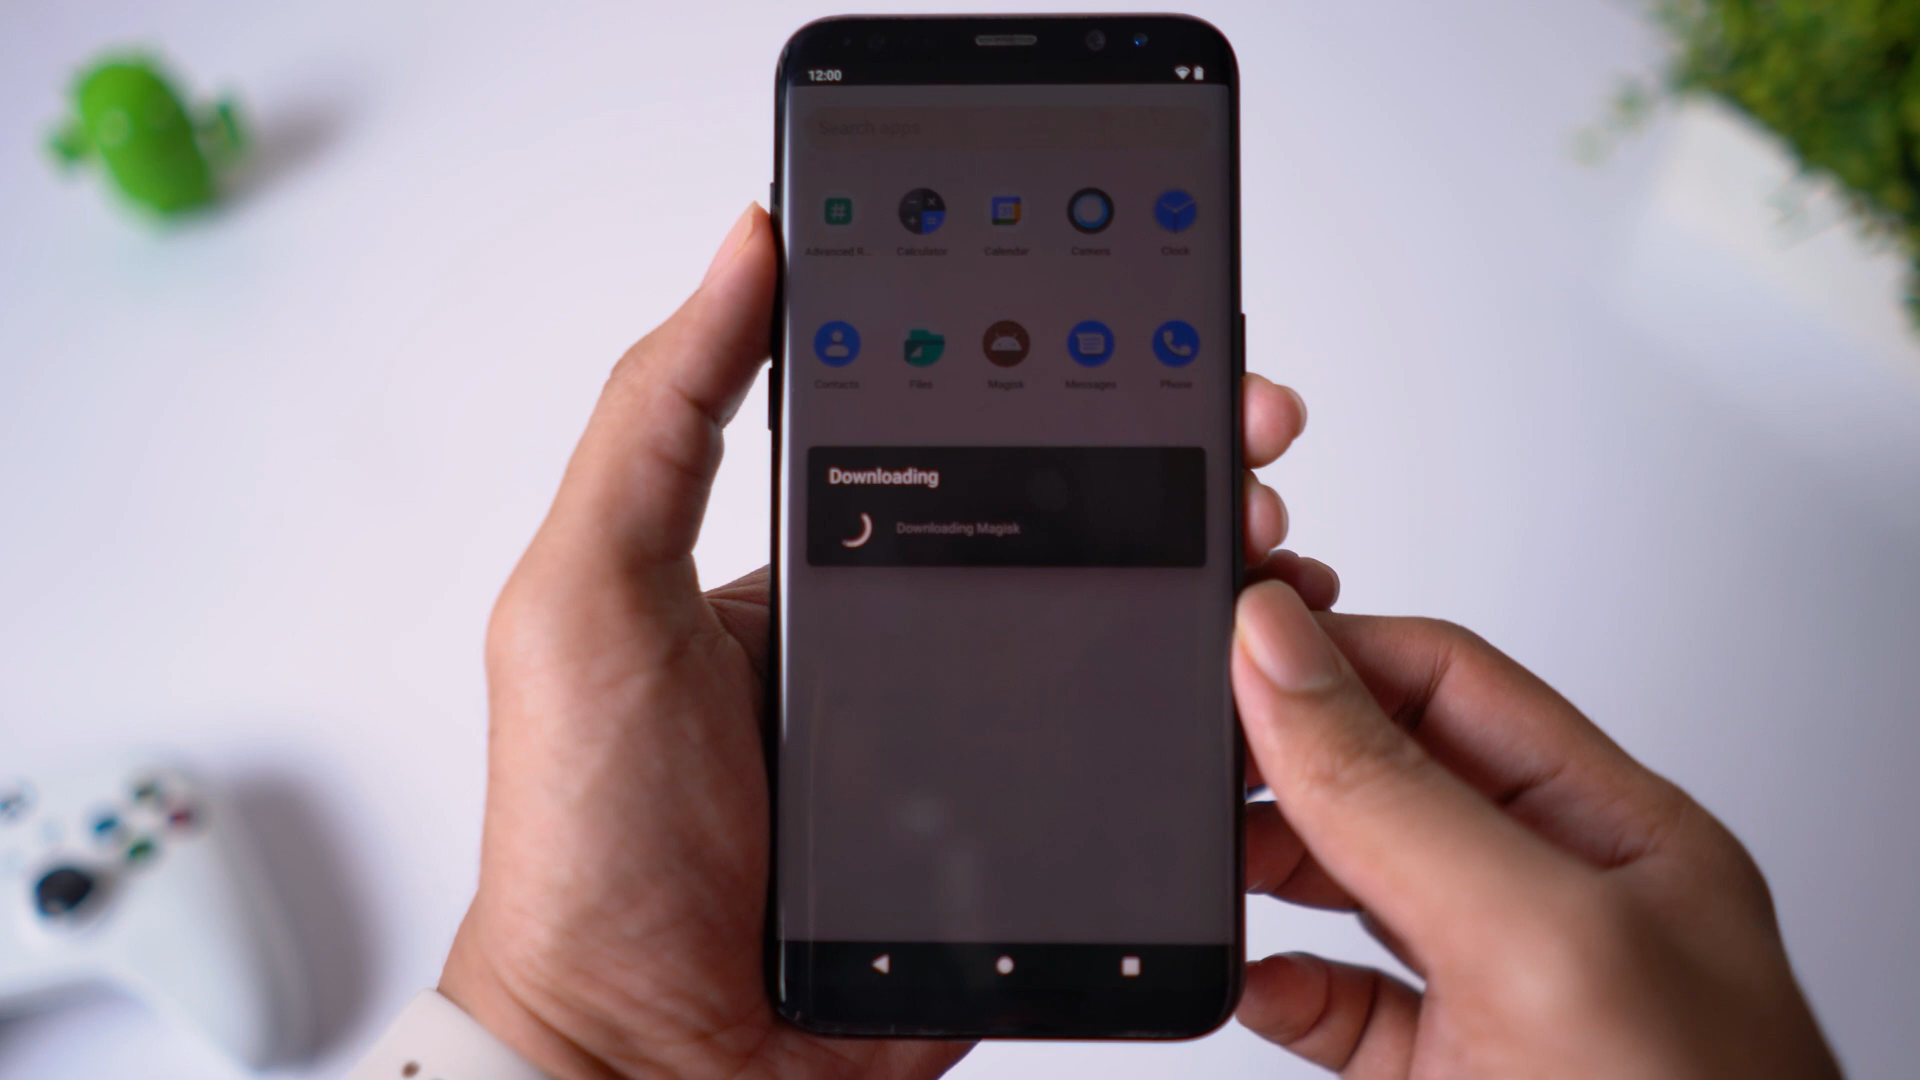 12:00
Search apps
Advanced R...
Calculator
Calendar
Camera
Clock
Contacts
Files
Magisk
Messages
Phone
Downloading
Downloading Magisk